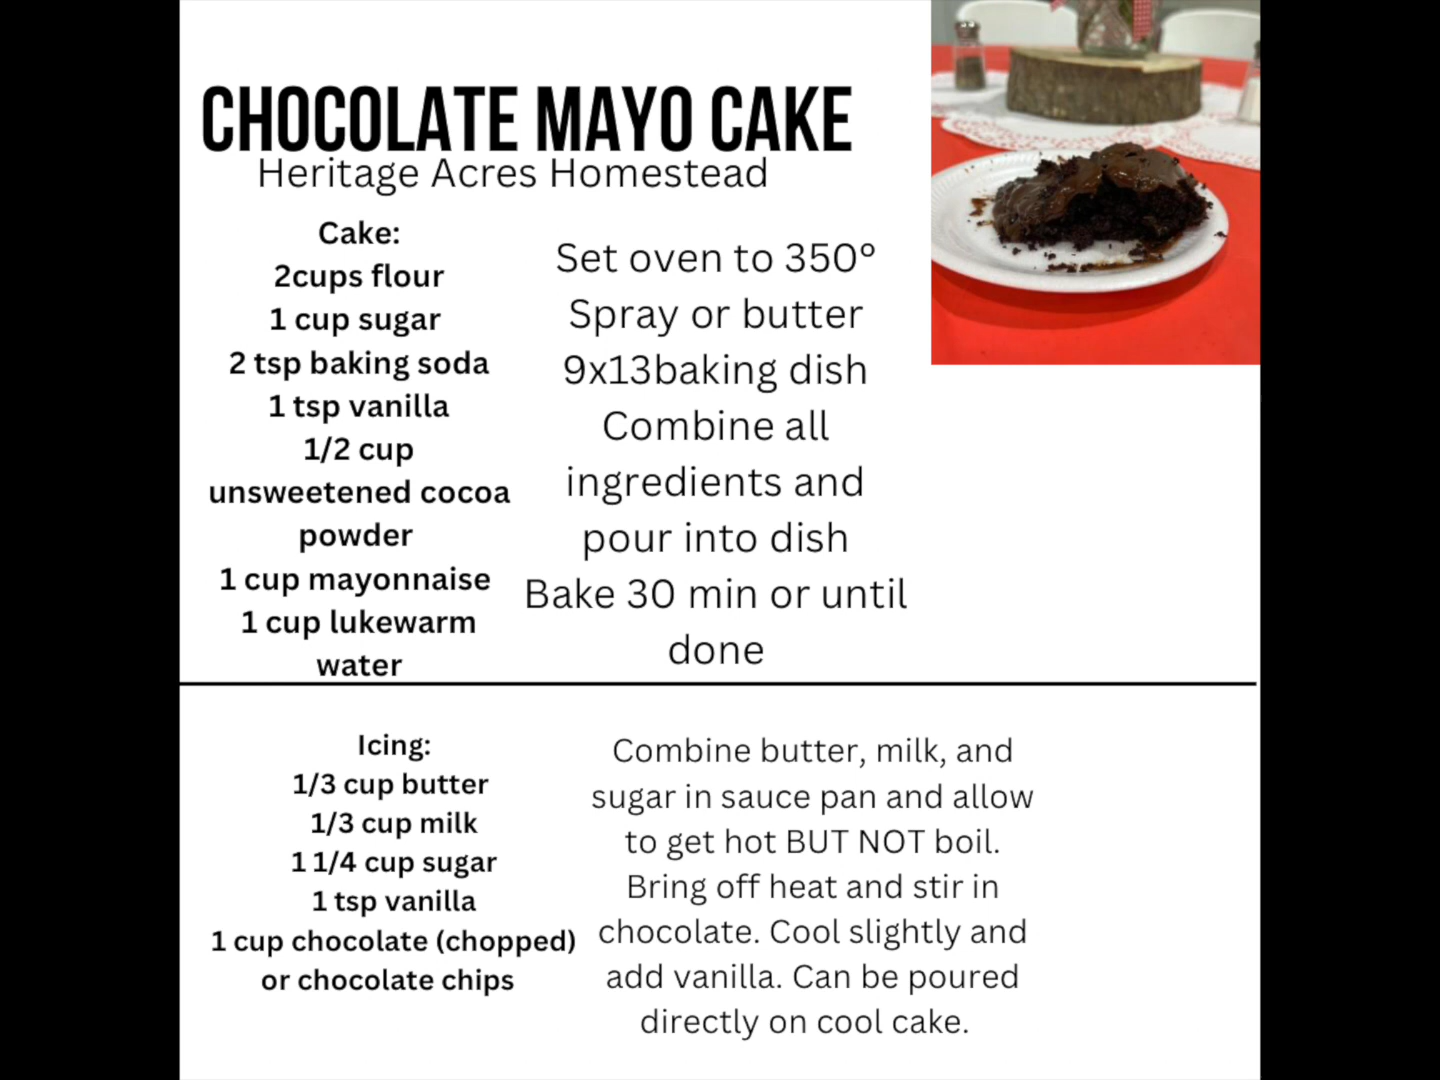 CHOCOLATE MAYO CAKE
Heritage Acres Homestead
Cake:
2cups flour
1 cup sugar
2 tsp baking soda
1 tsp vanilla
1/2 cup
unsweetened cocoa
powder
1 cup mayonnaise
1 cup lukewarm
water
Set oven to 350°
Spray or butter
9x13baking dish
Combine all
ingredients and
pour into dish
Bake 30 min or until
done
Icing:
1/3 cup butter
1/3 cup milk
1 1/4 cup sugar
1 tsp vanilla
1 cup chocolate (chopped)
or chocolate chips
Combine butter, milk, and
sugar in sauce pan and allow
to get hot BUT NOT boil.
Bring off heat and stir in
chocolate. Cool slightly and
add vanilla. Can be poured
directly on cool cake.